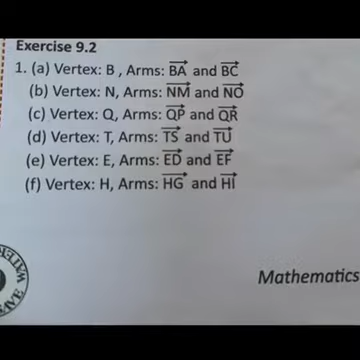 Exercise 9.2
1. (a) Vertex: B , Arms: BA⃗ and BC⃗
(b) Vertex: N, Arms: NM⃗ and NO⃗
(c) Vertex: Q, Arms: QP⃗ and QR⃗
(d) Vertex: T, Arms: TS⃗ and TU⃗
(e) Vertex: E, Arms: ED⃗ and EF⃗
(f) Vertex: H, Arms: HG⃗ and HI⃗
Mathematics